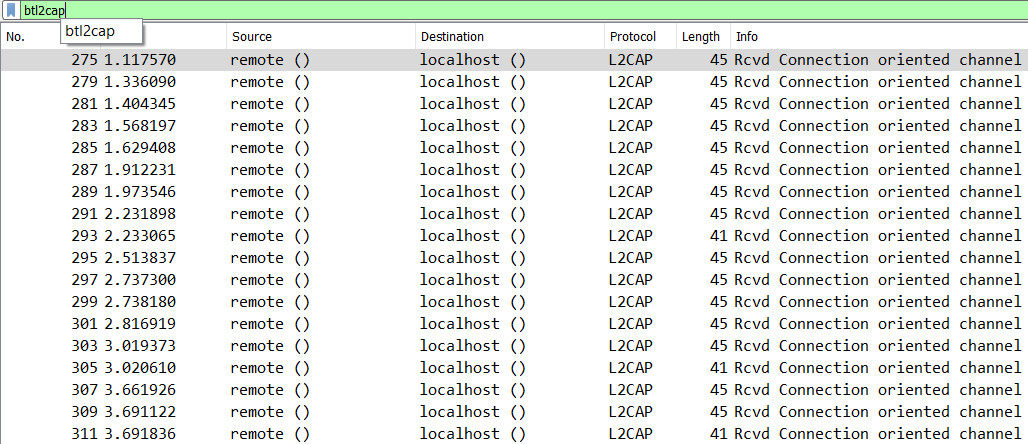 btl2cap
btl2cap
No. Source Destination Protocol Length Info
275 1.117570 remote () localhost () L2CAP 45 Rcvd Connection oriented channel
279 1.336090 remote () localhost () L2CAP 45 Rcvd Connection oriented channel
281 1.404345 remote () localhost () L2CAP 45 Rcvd Connection oriented channel
283 1.568197 remote () localhost () L2CAP 45 Rcvd Connection oriented channel
285 1.629408 remote () localhost () L2CAP 45 Rcvd Connection oriented channel
287 1.912231 remote () localhost () L2CAP 45 Rcvd Connection oriented channel
289 1.973546 remote () localhost () L2CAP 45 Rcvd Connection oriented channel
291 2.231898 remote () localhost () L2CAP 45 Rcvd Connection oriented channel
293 2.233065 remote () localhost () L2CAP 41 Rcvd Connection oriented channel
295 2.513837 remote () localhost () L2CAP 45 Rcvd Connection oriented channel
297 2.737300 remote () localhost () L2CAP 45 Rcvd Connection oriented channel
299 2.738180 remote () localhost () L2CAP 45 Rcvd Connection oriented channel
301 2.816919 remote () localhost () L2CAP 45 Rcvd Connection oriented channel
303 3.019373 remote () localhost () L2CAP 45 Rcvd Connection oriented channel
305 3.020610 remote () localhost () L2CAP 41 Rcvd Connection oriented channel
307 3.661926 remote () localhost () L2CAP 45 Rcvd Connection oriented channel
309 3.691122 remote () localhost () L2CAP 45 Rcvd Connection oriented channel
311 3.691836 remote () localhost () L2CAP 41 Rcvd Connection oriented channel